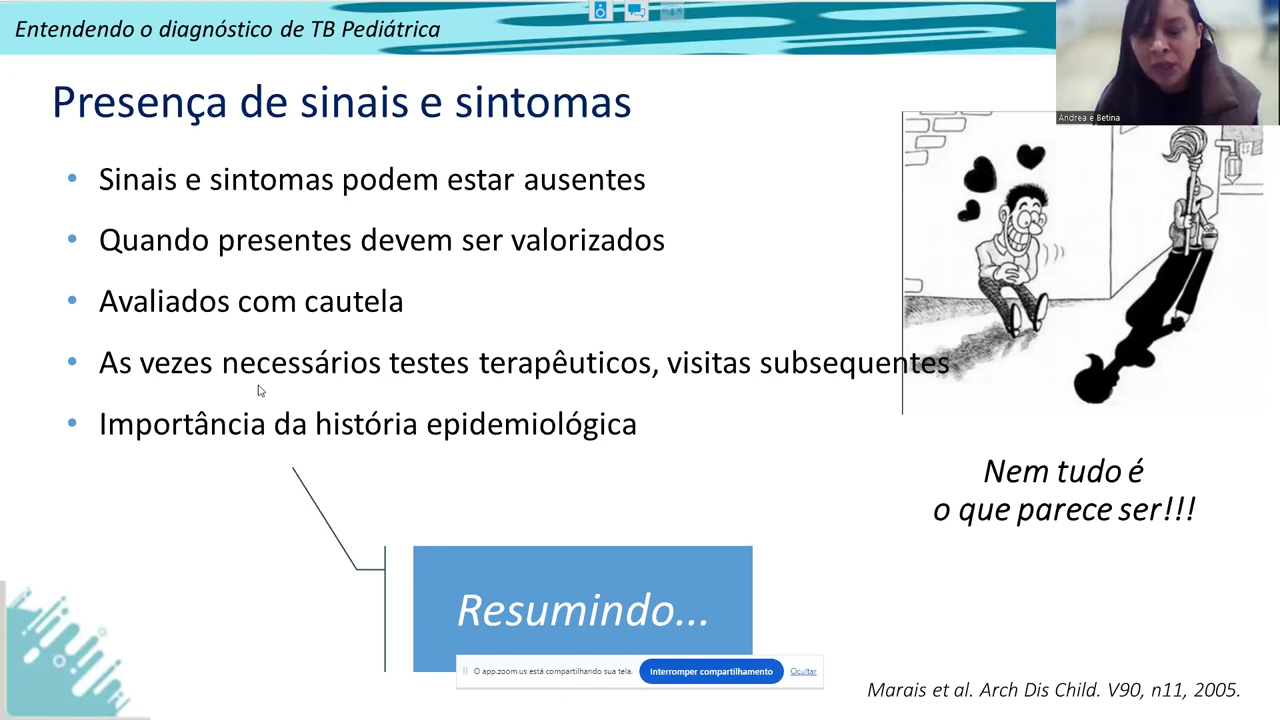 Entendendo o diagnóstico de TB Pediátrica
Andrea e Betina
Presença de sinais e sintomas
• Sinais e sintomas podem estar ausentes
• Quando presentes devem ser valorizados
• Avaliados com cautela
• As vezes necessários testes terapêuticos, visitas subsequentes
• Importância da história epidemiológica
Nem tudo é
o que parece ser!!!
Resumindo...
O app.zoom.us está compartilhando sua tela. Interromper compartilhamento Ocultar
Marais et al. Arch Dis Child. V90, n11, 2005.